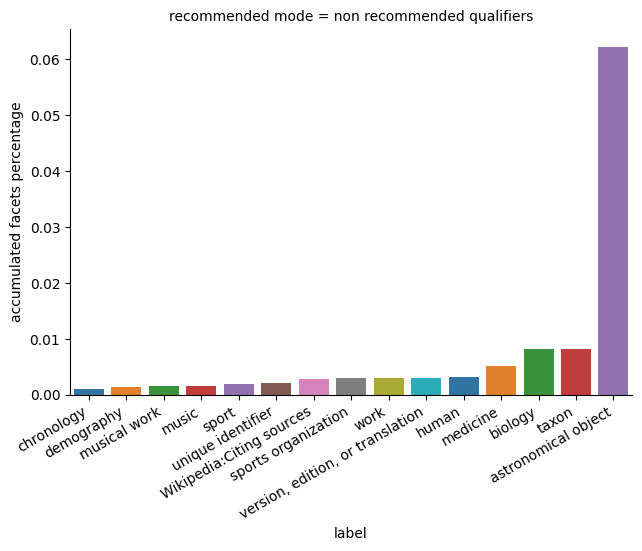 recommended mode = non recommended qualifiers
accumulated facets percentage
0.06
0.05
0.04
0.03
0.02
0.01
0.00
chronology
demography
musical work
music
sport
unique identifier
Wikipedia:Citing sources
sports organization
work
version, edition, or translation
human
medicine
biology
taxon
astronomical object
label